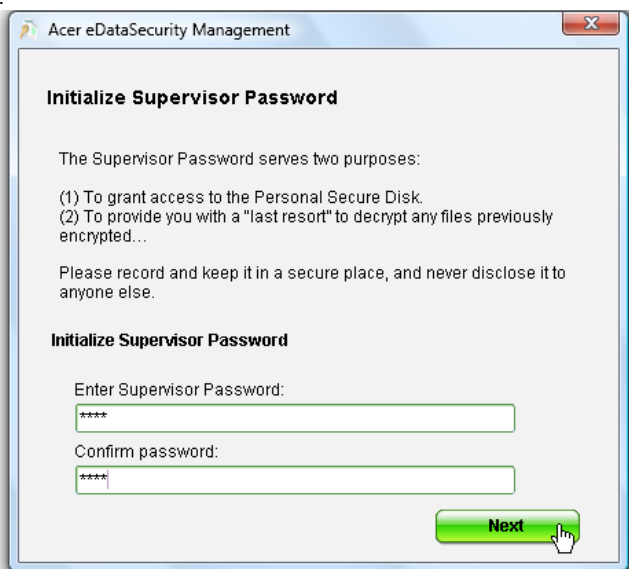 Acer eDataSecurity Management
Initialize Supervisor Password
The Supervisor Password serves two purposes:
(1) To grant access to the Personal Secure Disk.
(2) To provide you with a "last resort" to decrypt any files previously
encrypted...
Please record and keep it in a secure place, and never disclose it to
anyone else.
Initialize Supervisor Password
Enter Supervisor Password:
****
Confirm password:
****
Next